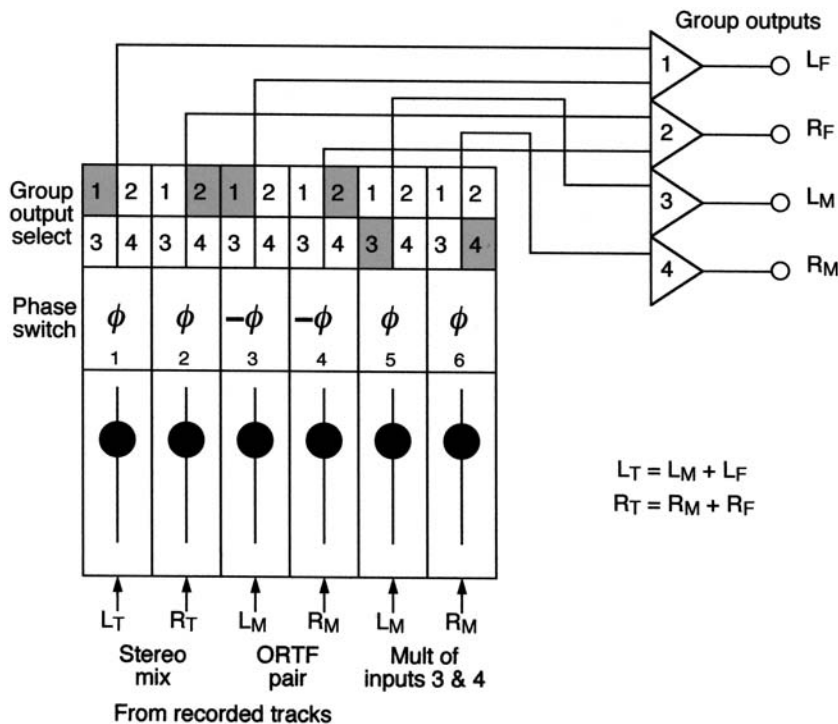 Group outputs
1 L_F
2 R_F
3 L_M
4 R_M
Group output select
1 2 1 2 1 2 1 2 1 2 1 2
3 4 3 4 3 4 3 4 3 4 3 4
Phase switch
ϕ ϕ –ϕ –ϕ ϕ ϕ
1 2 3 4 5 6
L_T = L_M + L_F
R_T = R_M + R_F
L_T R_T L_M R_M L_M R_M
Stereo mix
ORTF pair
Mult of inputs 3 & 4
From recorded tracks